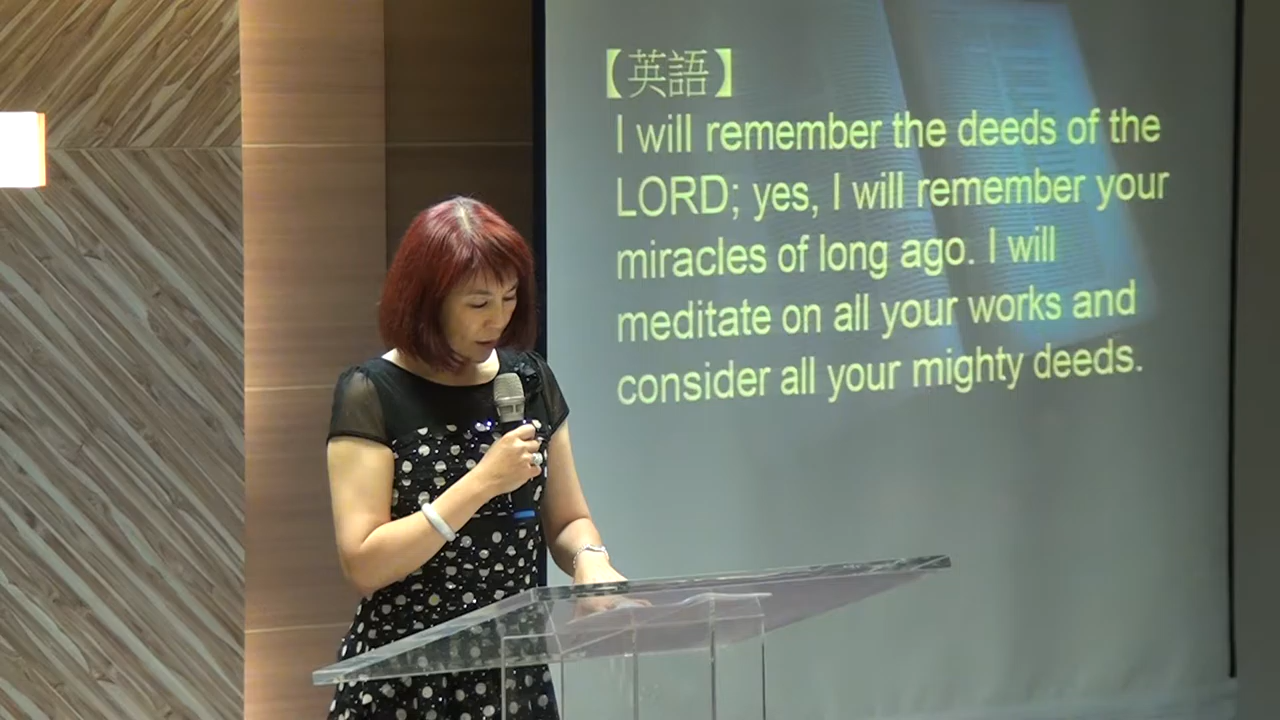 【英語】
I will remember the deeds of the
LORD; yes, I will remember your
miracles of long ago. I will
meditate on all your works and
consider all your mighty deeds.